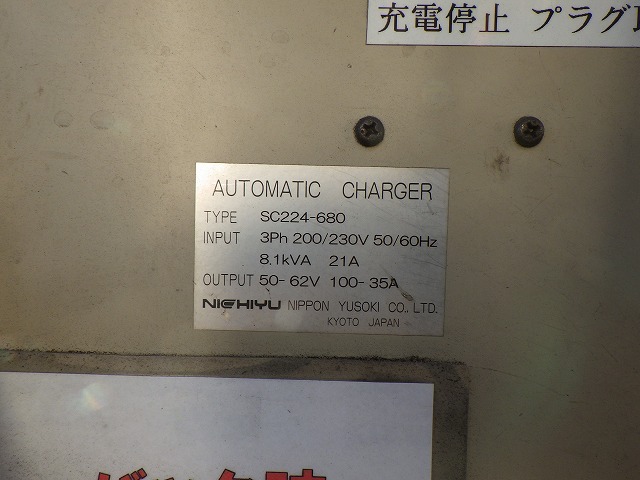 充電停止 プラグ
AUTOMATIC CHARGER
TYPE SC224-680
INPUT 3Ph 200/230V 50/60Hz
8.1kVA 21A
OUTPUT 50-62V 100-35A
NICHIYU NIPPON YUSOKI CO., LTD.
KYOTO JAPAN